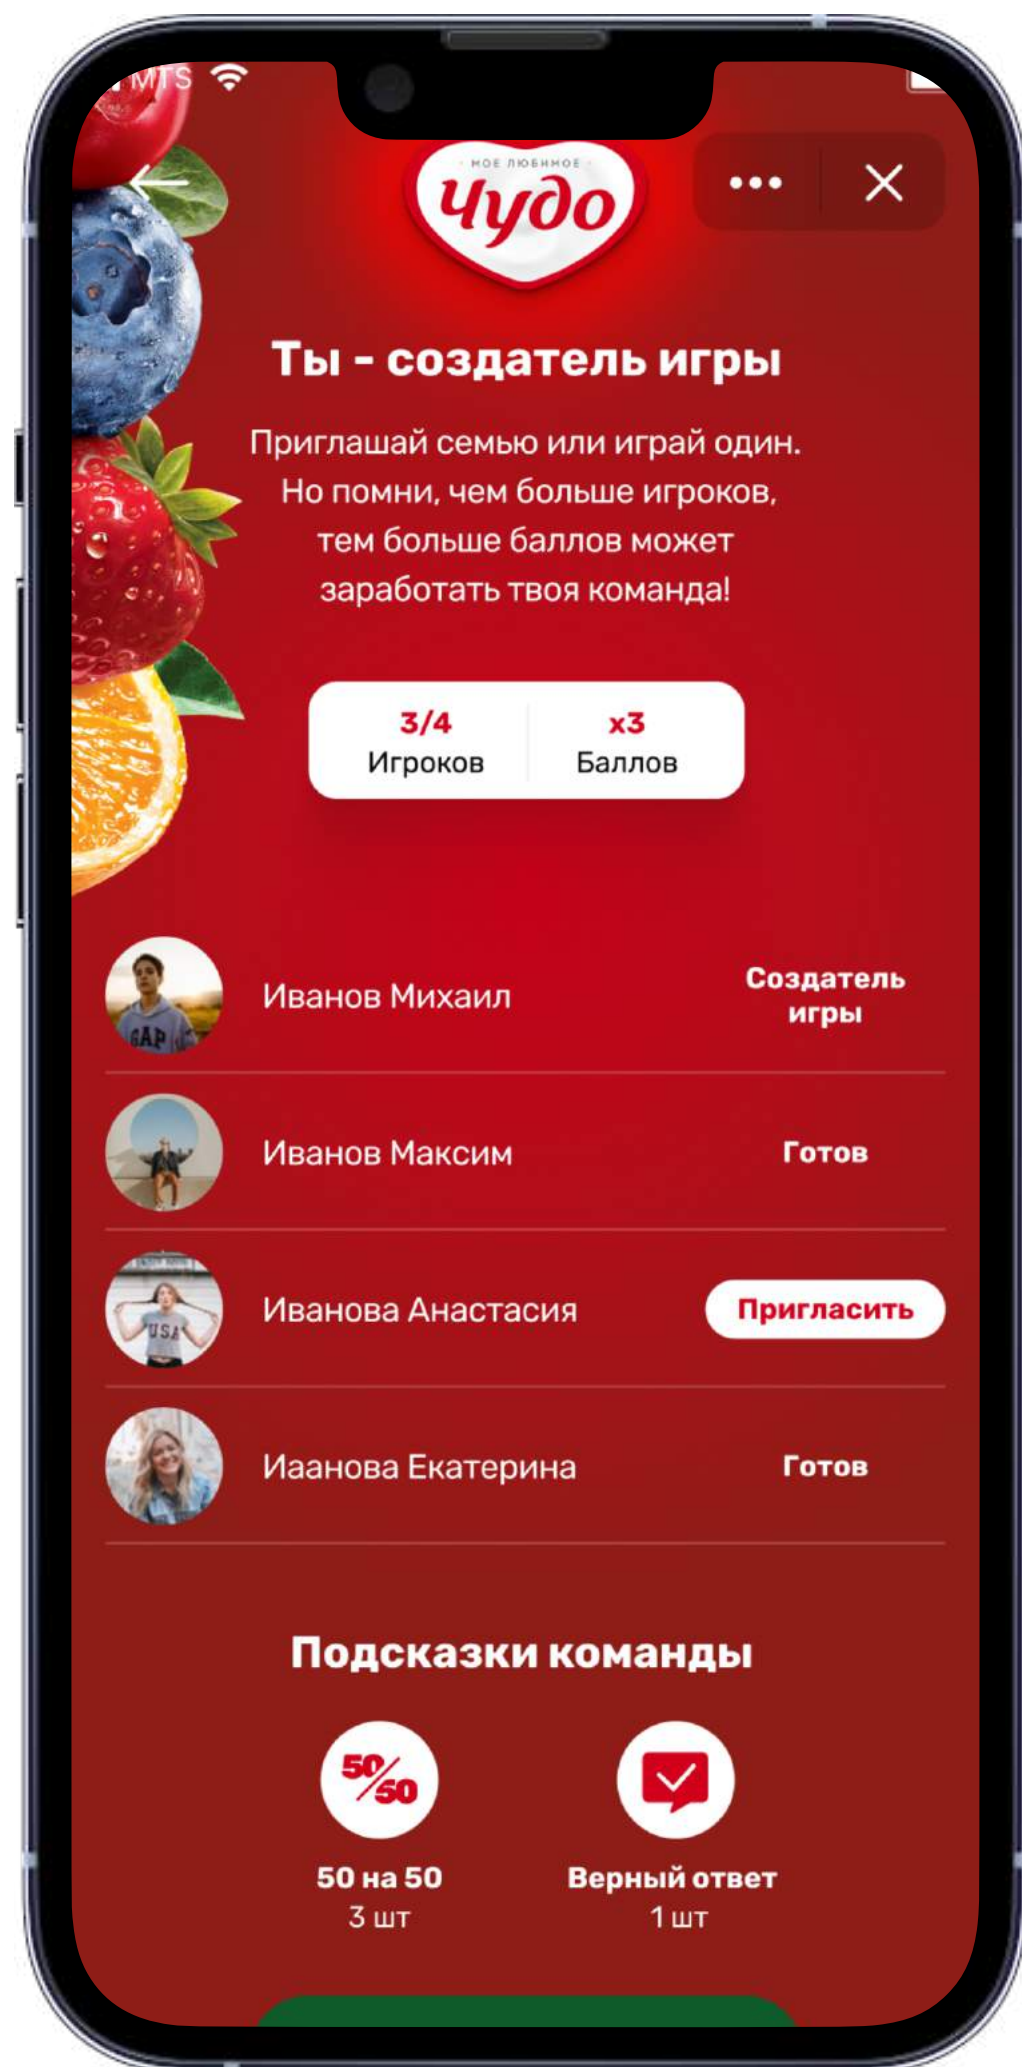 MTS
МОЕ ЛЮБИМОЕ
Чудо
Ты - создатель игры
Приглашай семью или играй один.
Но помни, чем больше игроков,
тем больше баллов может
заработать твоя команда!
3/4
Игроков
x3
Баллов
GAP
Иванов Михаил
Создатель
игры
Иванов Максим
Готов
USA
Иванова Анастасия
Пригласить
Иаанова Екатерина
Готов
Подсказки команды
50/50
50 на 50
3 шт
Верный ответ
1 шт